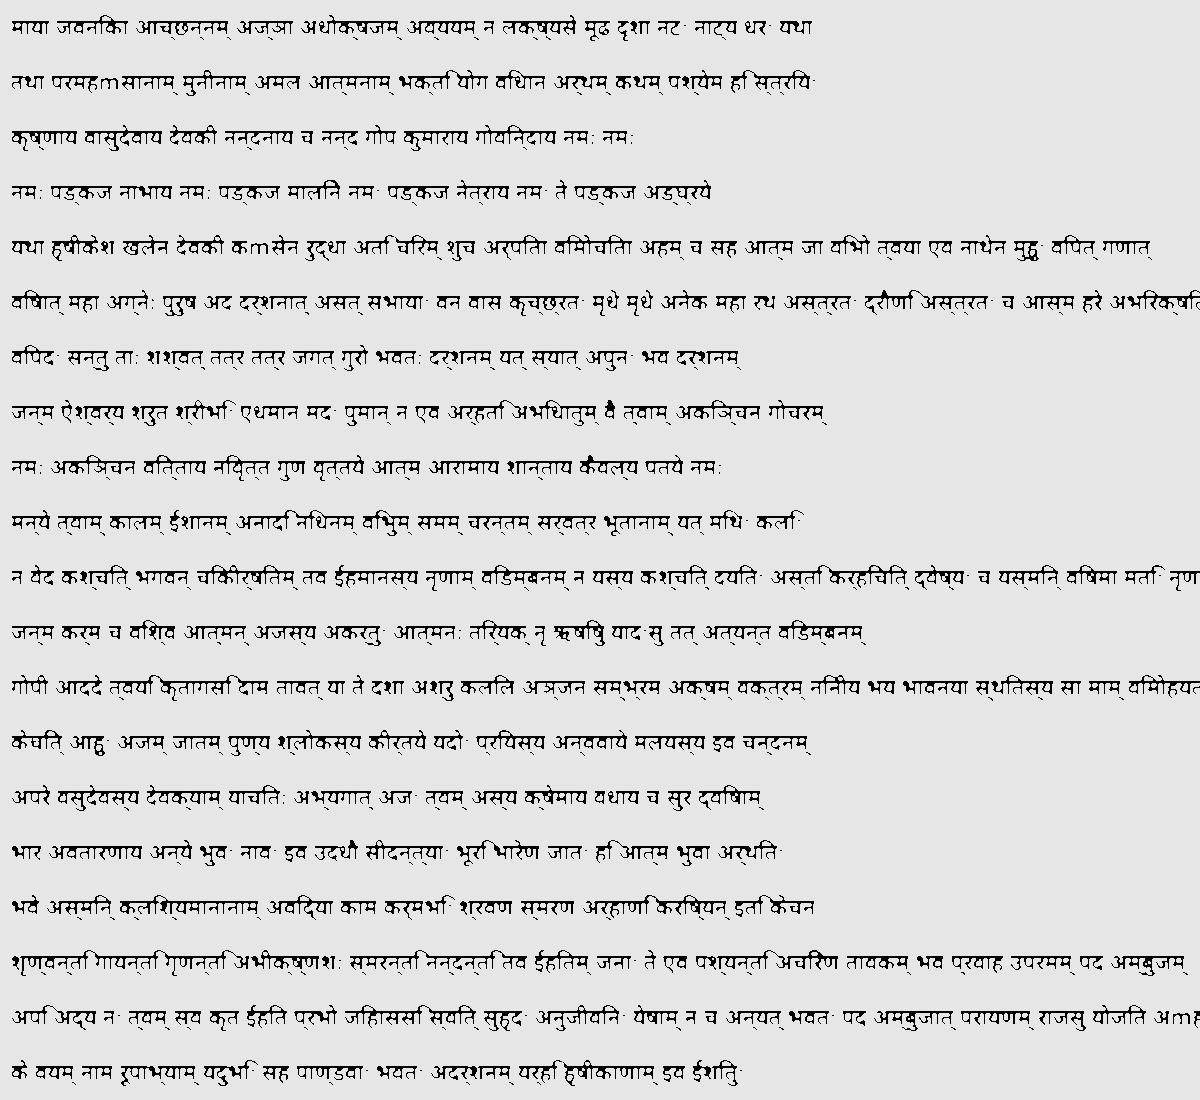 माया जवनिका आच्छन्नम् अज्ञा अधोक्षजम् अव्ययम् न लक्ष्यसे मूढ दृशा नट· नाट्य धर· यथा
तथा परमहmसानाम् मुनीनाम् अमल आत्मनाम् भक्ति योग विधान अर्थम् कथम् पश्येम हि स्त्रिय·
कृष्णाय वासुदेवाय देवकी नन्दनाय च नन्द गोप कुमाराय गोविन्दाय नमः नमः
नमः पङ्कज नाभाय नमः पङ्कज मालिने नम· पङ्कज नेत्राय नम· ते पङ्कज अङ्घ्रये
यथा हृषीकेश खलेन देवकी कmसेन रुद्धा अति चिरम् शुच अर्पिता विमोचिता अहम् च सह आत्म जा विभो त्वया एव नाथेन मुहु· विपत् गणात्
विषात् महा अग्नेः पुरुष अद दर्शनात् असत् सभाया· वन वास कृच्छ्रत· मृधे मृधे अनेक महा रथ अस्त्रत· द्रौणि अस्त्रत· च आस्म हरे अभिरक्षित
विपद· सन्तु ताः शश्वत् तत्र तत्र जगत् गुरो भवतः दर्शनम् यत् स्यात् अपुन· भव दर्शनम्
जन्म ऐश्वर्य श्रुत श्रीभि· एधमान मद· पुमान् न एव अर्हति अभिधातुम् वै त्वाम् अकिञ्चन गोचरम्
नमः अकिञ्चन वित्ताय निवृत्त गुण वृत्तये आत्म आरामाय शान्ताय कैवल्य पतये नमः
मन्ये त्वाम् कालम् ईशानम् अनादि निधनम् विभुम् समम् चरन्तम् सर्वत्र भूतानाम् यत् मिथ· कलि·
न वेद कश्चित् भगवन् चिकीर्षितम् तव ईहमानस्य नृणाम् विडम्बनम् न यस्य कश्चित् दयित· अस्ति कर्हिचित् द्वेष्य· च यस्मिन् विषमा मति· नृण
जन्म कर्म च विश्व आत्मन् अजस्य अकर्तु· आत्मनः तिर्यक् नृ ऋषिषु याद·सु तत् अत्यन्त विडम्बनम्
गोपी आददे त्वयि कृतागसि दाम तावत् या ते दशा अश्रु कलिल अञ्जन सम्भ्रम अक्षम् वक्त्रम् निनीय भय भावनया स्थितस्य सा माम् विमोहयत
केचित् आहु· अजम् जातम् पुण्य श्लोकस्य कीर्तये यदो· प्रियस्य अन्ववाये मलयस्य इव चन्दनम्
अपरे वसुदेवस्य देवक्याम् याचितः अभ्यगात् अज· त्वम् अस्य क्षेमाय वधाय च सुर द्विषाम्
भार अवतारणाय अन्ये भुव· नाव· इव उदधौ सीदन्त्या· भूरि भारेण जात· हि आत्म भुवा अर्थित·
भवे अस्मिन् क्लिश्यमानानाम् अविद्या काम कर्मभि· श्रवण स्मरण अर्हाणि करिष्यन् इति केचन
शृण्वन्ति गायन्ति गृणन्ति अभीक्ष्णशः स्मरन्ति नन्दन्ति तव ईहितम् जना· ते एव पश्यन्ति अचिरेण तावकम् भव प्रवाह उपरमम् पद अम्बुजम्
अपि अद्य न· त्वम् स्व कृत ईहित प्रभो जिहाससि स्वित् सुहृद· अनुजीविन· येषाम् न च अन्यत् भवत· पद अम्बुजात् परायणम् राजसु योजित अmह
के वयम् नाम रूपाभ्याम् यदुभि· सह पाण्डवा· भवत· अदर्शनम् यर्हि हृषीकाणाम् इव ईशितु·